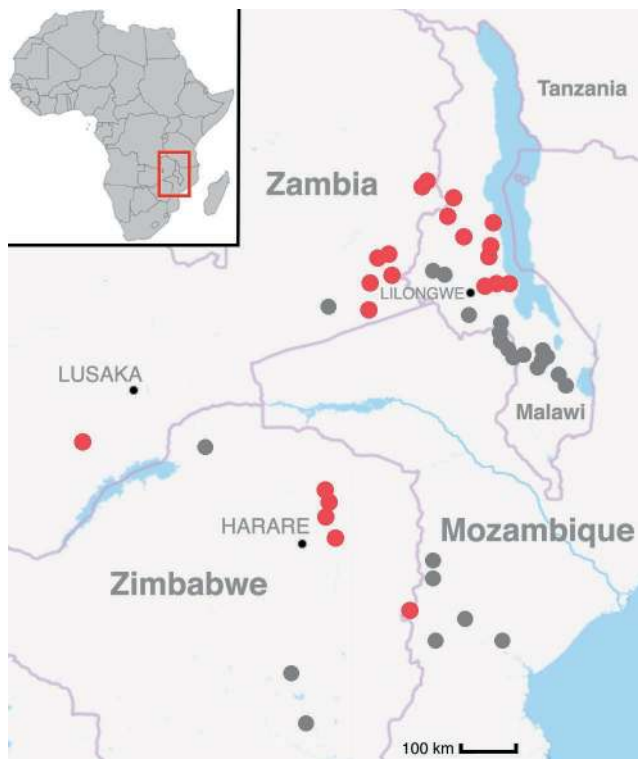 Tanzania
Zambia
LILONGWE
LUSAKA
Malawi
HARARE
Mozambique
Zimbabwe
100 km